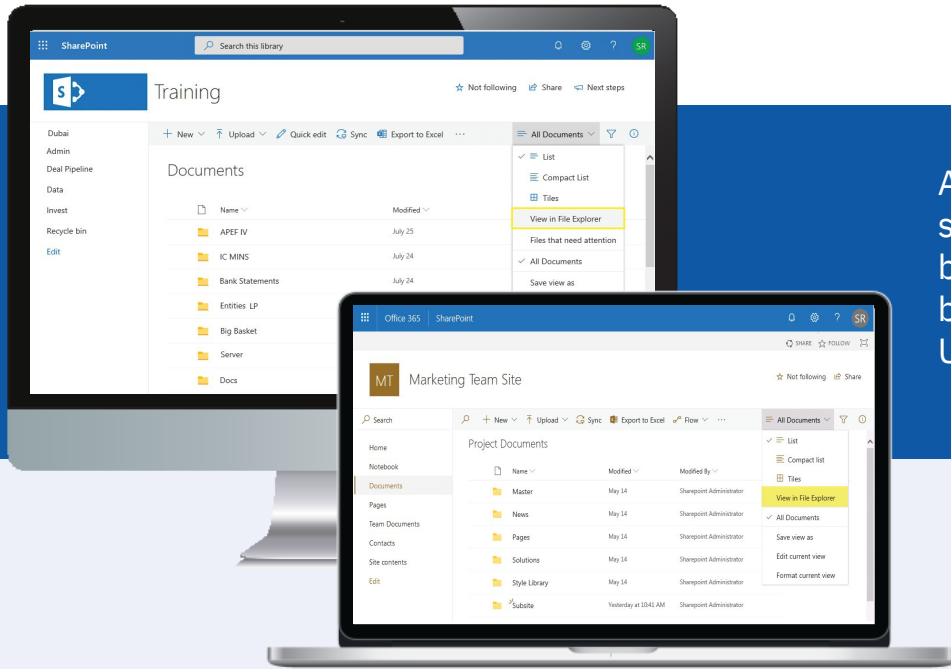 SharePoint
Search this library
? SR
S
Training
Not following Share Next steps
Dubai
Admin
Deal Pipeline
Data
Invest
Recycle bin
Edit
+ New Upload Quick edit Sync Export to Excel ... All Documents
Documents
Name Modified
APEF IV July 25
IC MINS July 24
Bank Statements July 24
Entities LP
Big Basket
Server
Docs
List
Compact List
Tiles
View in File Explorer
Files that need attention
All Documents
Save view as
Office 365 SharePoint
? SR
SHARE FOLLOW
MT Marketing Team Site
Not following Share
Search
Home
Notebook
Documents
Pages
Team Documents
Contacts
Site contents
Edit
+ New Upload Sync Export to Excel Flow ... All Documents
Project Documents
Name Modified Modified By
Master May 14 Sharepoint Administrator
News May 14 Sharepoint Administrator
Pages May 14 Sharepoint Administrator
Solutions May 14 Sharepoint Administrator
Style Library May 14 Sharepoint Administrator
Subsite Yesterday at 10:41 AM Sharepoint Administrator
List
Compact list
Tiles
View in File Explorer
All Documents
Save view as
Edit current view
Format current view